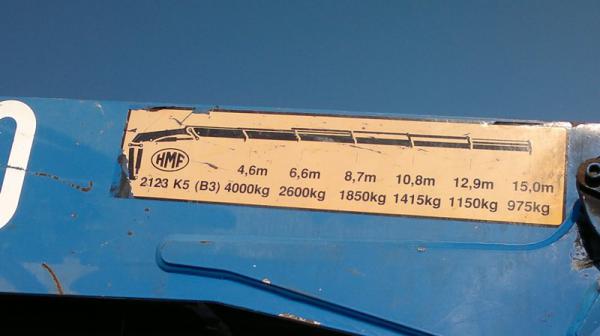 HMF
4,6m 6,6m 8,7m 10,8m 12,9m 15,0m
2123 K5 (B3) 4000kg 2600kg 1850kg 1415kg 1150kg 975kg